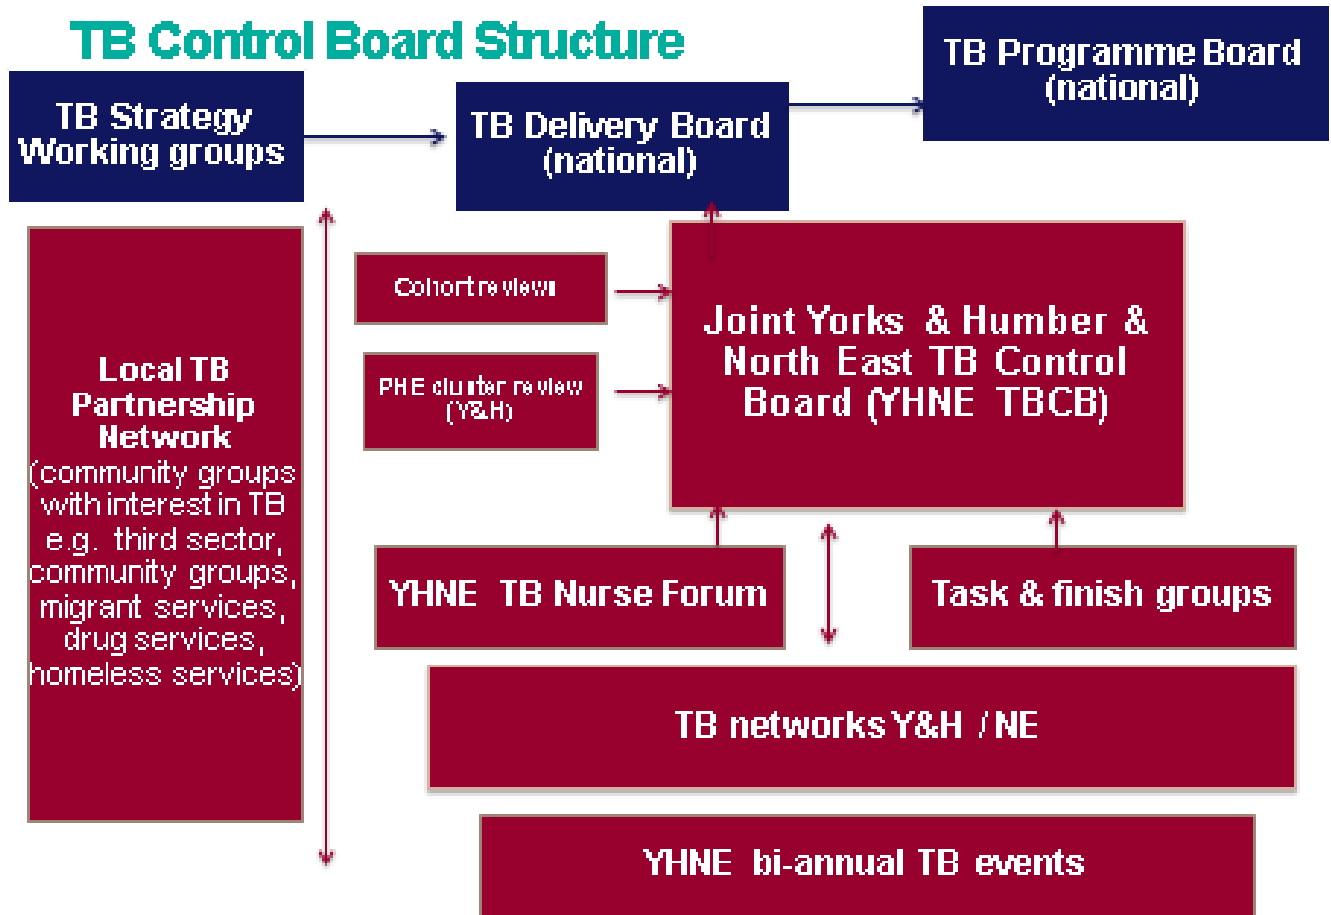 TB Control Board Structure
TB Programme Board
(national)
TB Strategy
Working groups
TB Delivery Board
(national)
Local TB
Partnership
Network
(community groups
with interest in TB
e.g. third sector,
community groups,
migrant services,
drug services,
homeless services)
Cohort reviews
PHE cluster review
(Y&H)
Joint Yorks & Humber &
North East TB Control
Board (YHNE TBCB)
YHNE TB Nurse Forum
Task & finish groups
TB networks Y&H / NE
YHNE bi-annual TB events